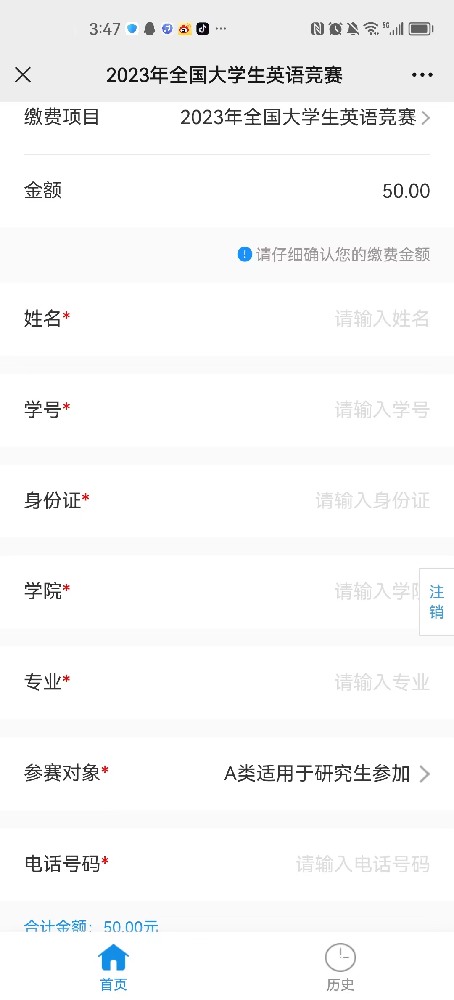 3:47
5G
2023年全国大学生英语竞赛
缴费项目 2023年全国大学生英语竞赛
金额 50.00
请仔细确认您的缴费金额
姓名* 请输入姓名
学号* 请输入学号
身份证* 请输入身份证
学院* 请输入学院
注
销
专业* 请输入专业
参赛对象* A类适用于研究生参加
电话号码* 请输入电话号码
合计金额：50.00元
首页 历史